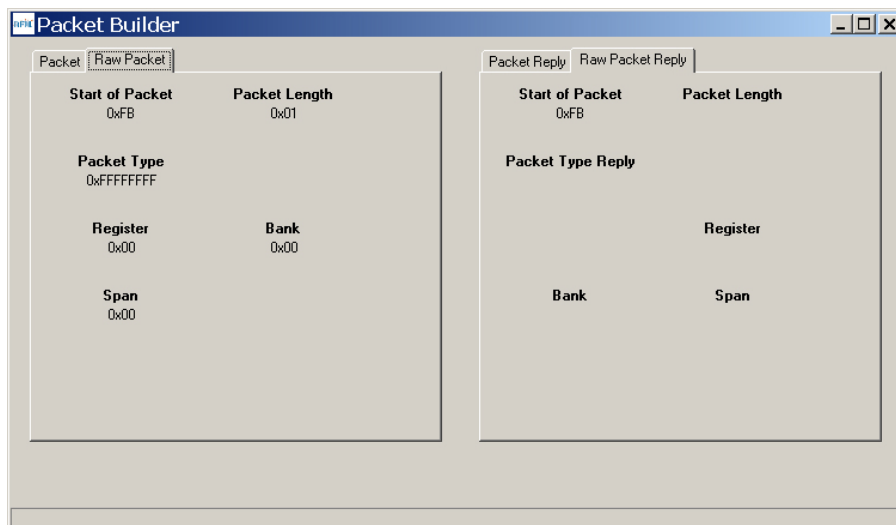 Packet Builder
Packet Raw Packet
Start of Packet Packet Length
0xFB 0x01
Packet Type
0xFFFFFFFF
Register Bank
0x00 0x00
Span
0x00
Packet Reply Raw Packet Reply
Start of Packet Packet Length
0xFB
Packet Type Reply
Register
Bank Span